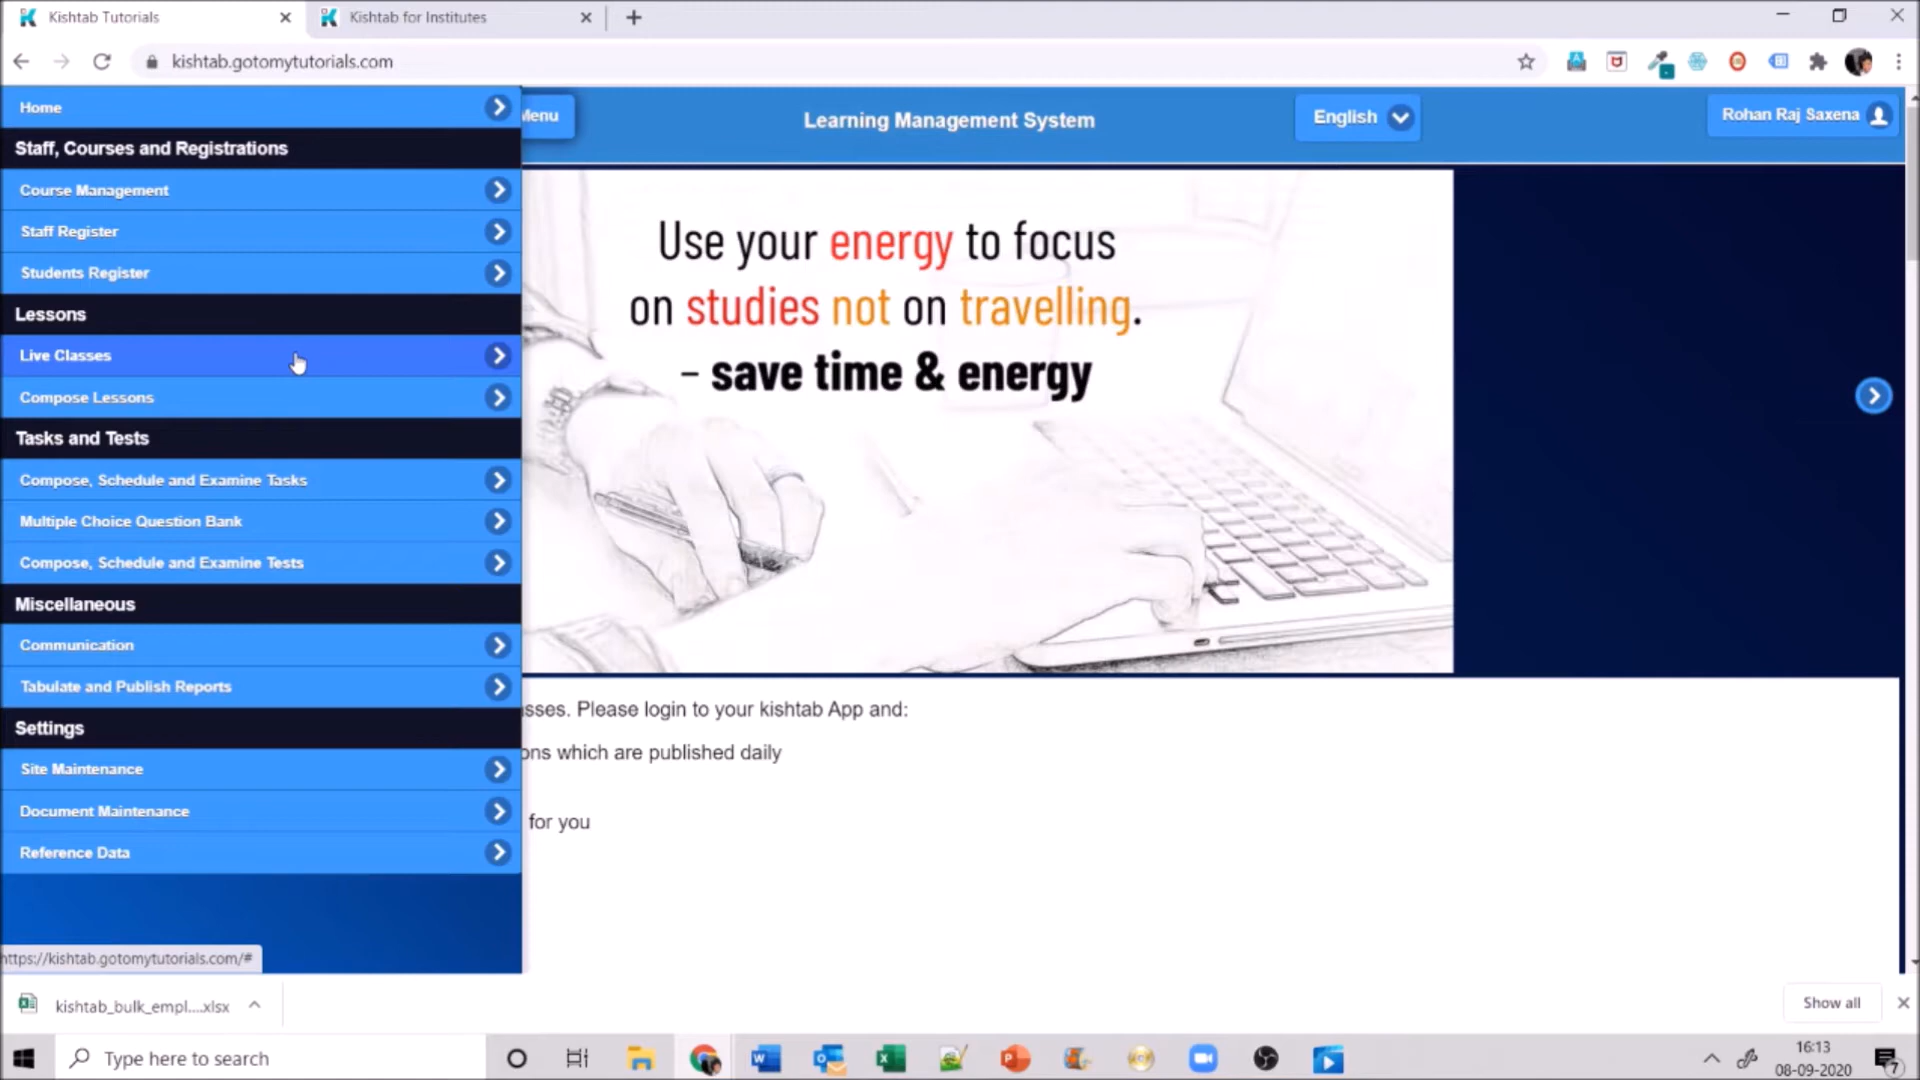 Kishtab Tutorials
Kishtab for Institutes
kishtab.gotomytutorials.com
Home
Menu
Learning Management System
English
Rohan Raj Saxena
Staff, Courses and Registrations
Course Management
Staff Register
Students Register
Lessons
Live Classes
Compose Lessons
Tasks and Tests
Compose, Schedule and Examine Tasks
Multiple Choice Question Bank
Compose, Schedule and Examine Tests
Miscellaneous
Communication
Tabulate and Publish Reports
Settings
Site Maintenance
Document Maintenance
Reference Data
Use your energy to focus
on studies not on travelling.
– save time & energy
sses. Please login to your kishtab App and:
ons which are published daily
for you
https://kishtab.gotomytutorials.com/#
kishtab_bulk_empl....xlsx
Show all
Type here to search
16:13
08-09-2020
7